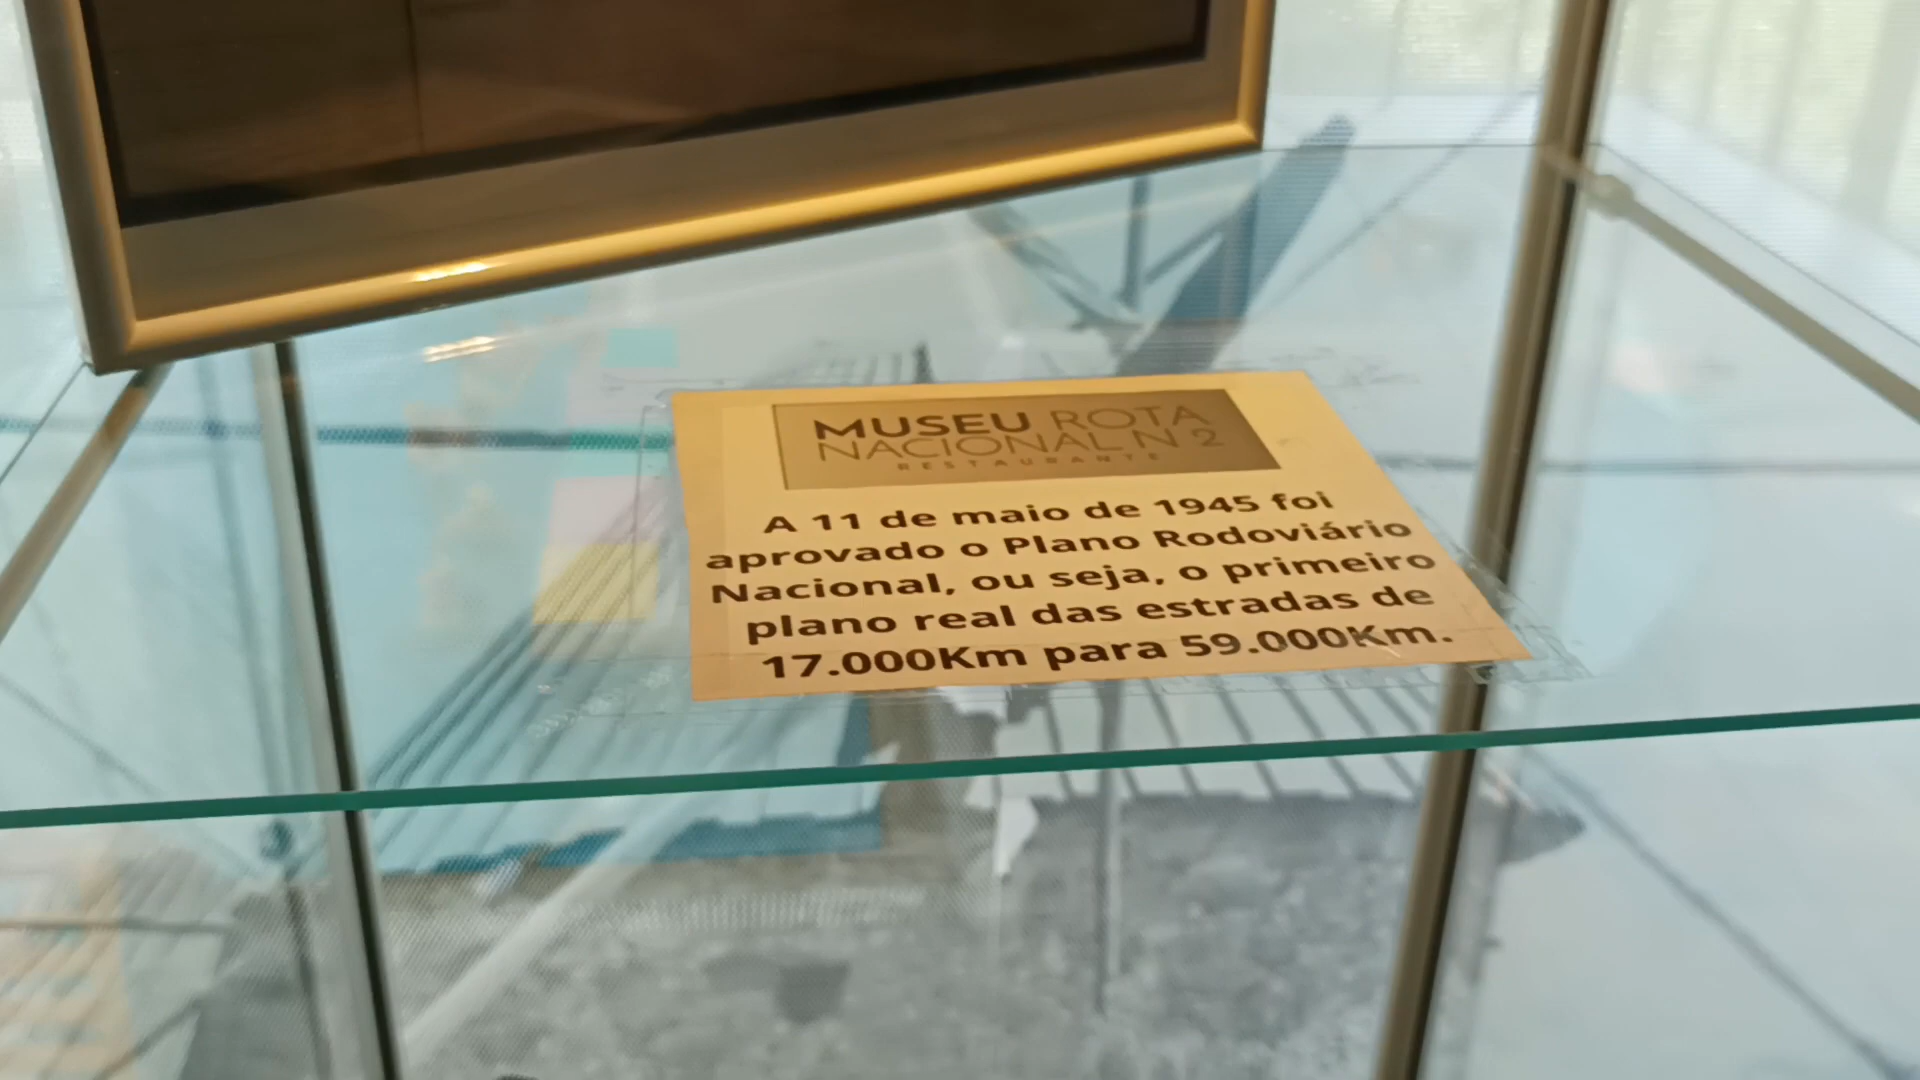 MUSEU ROTA
NACIONAL N 2
RESTAURANTE
A 11 de maio de 1945 foi
aprovado o Plano Rodoviário
Nacional, ou seja, o primeiro
plano real das estradas de
17.000Km para 59.000Km.